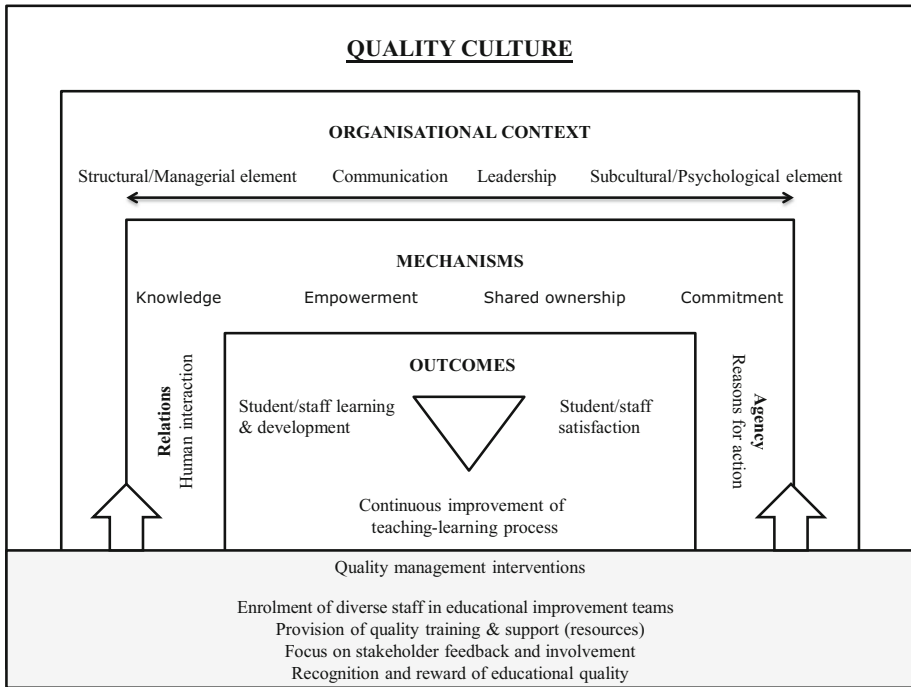 QUALITY CULTURE
ORGANISATIONAL CONTEXT
Structural/Managerial element Communication Leadership Subcultural/Psychological element
MECHANISMS
Knowledge Empowerment Shared ownership Commitment
Relations
Human interaction
OUTCOMES
Student/staff learning
& development
Student/staff
satisfaction
Continuous improvement of
teaching-learning process
Agency
Reasons for action
Quality management interventions
Enrolment of diverse staff in educational improvement teams
Provision of quality training & support (resources)
Focus on stakeholder feedback and involvement
Recognition and reward of educational quality